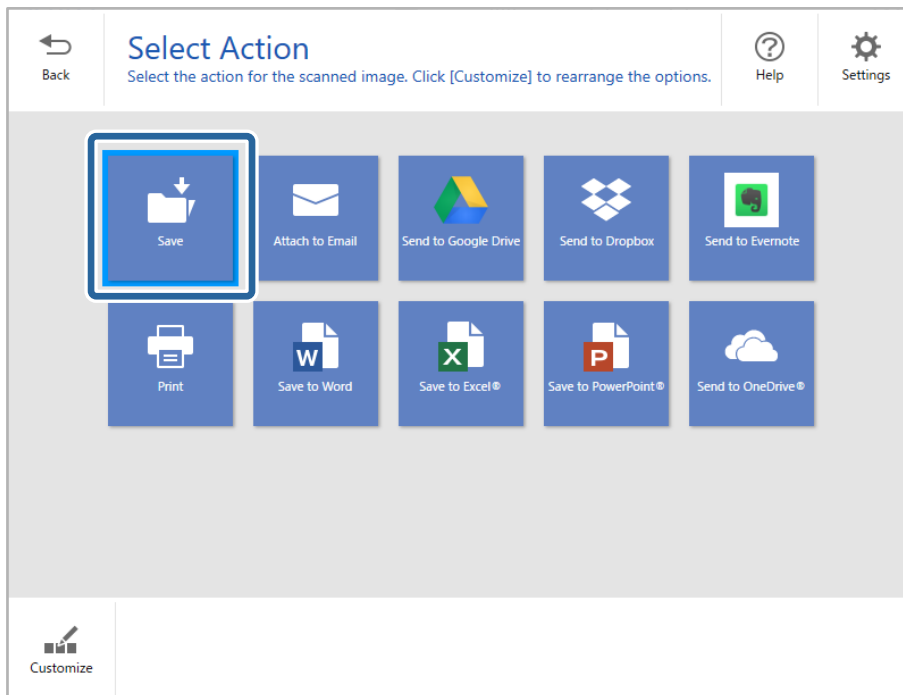 Back
Select Action
Select the action for the scanned image. Click [Customize] to rearrange the options.
Help
Settings
Save
Attach to Email
Send to Google Drive
Send to Dropbox
Send to Evernote
Print
W
Save to Word
X
Save to Excel®
P
Save to PowerPoint®
Send to OneDrive®
Customize